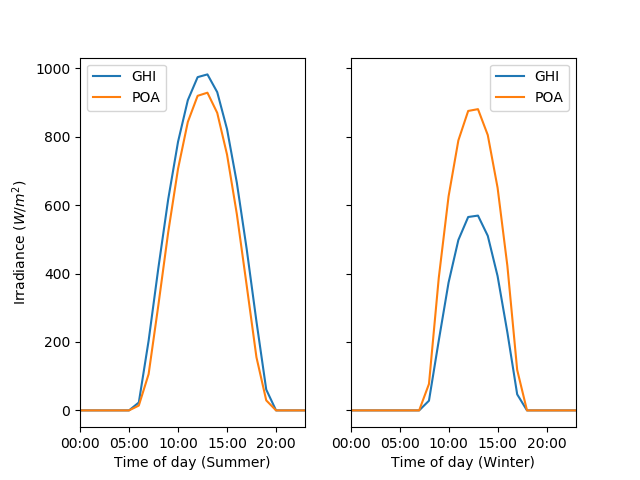 GHI
POA
GHI
POA
1000
800
600
400
200
0
Irradiance (W/m²)
00:00 05:00 10:00 15:00 20:00
00:00 05:00 10:00 15:00 20:00
Time of day (Summer)
Time of day (Winter)